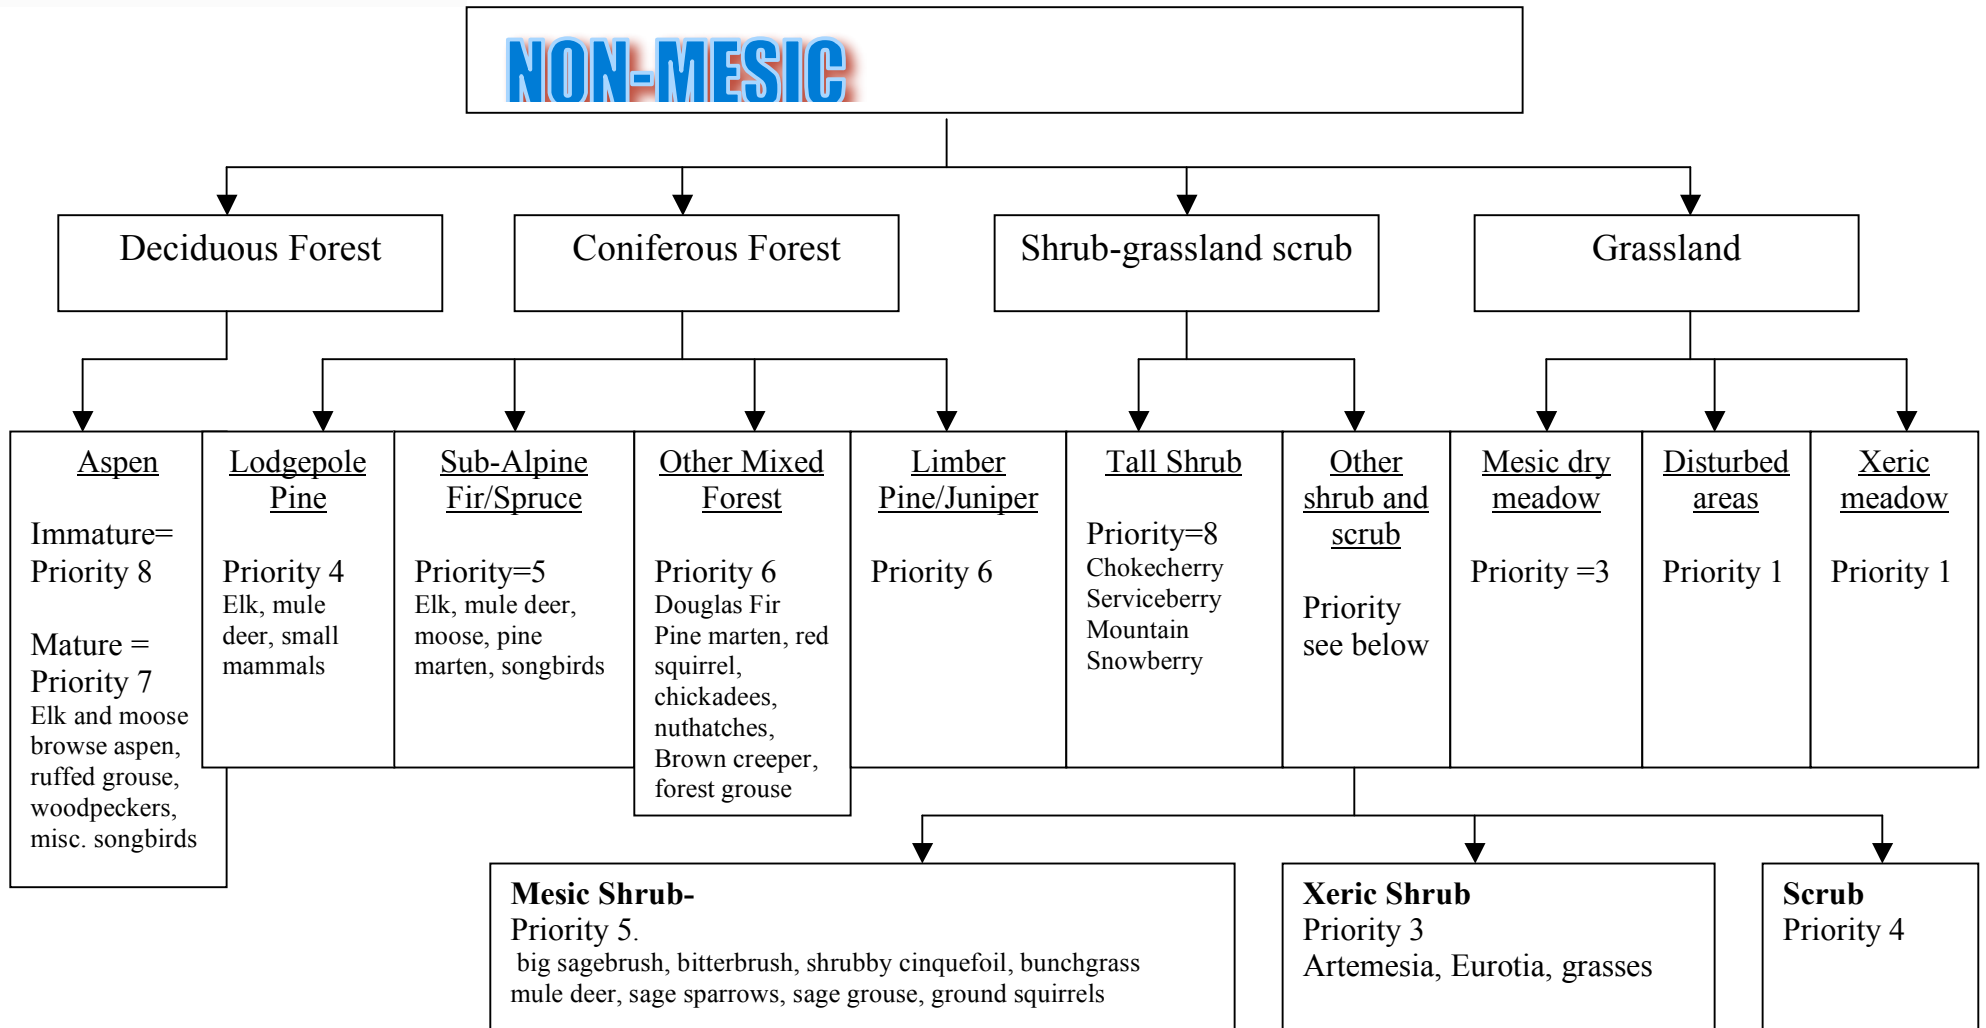 NON-MESIC
Deciduous Forest
Coniferous Forest
Shrub-grassland scrub
Grassland
Aspen
Immature=
Priority 8
Mature =
Priority 7
Elk and moose
browse aspen,
ruffed grouse,
woodpeckers,
misc. songbirds
Lodgepole
Pine
Priority 4
Elk, mule
deer, small
mammals
Sub-Alpine
Fir/Spruce
Priority=5
Elk, mule deer,
moose, pine
marten, songbirds
Other Mixed
Forest
Priority 6
Douglas Fir
Pine marten, red
squirrel,
chickadees,
nuthatches,
Brown creeper,
forest grouse
Limber
Pine/Juniper
Priority 6
Tall Shrub
Priority=8
Chokecherry
Serviceberry
Mountain
Snowberry
Other
shrub and
scrub
Priority
see below
Mesic dry
meadow
Priority =3
Disturbed
areas
Priority 1
Xeric
meadow
Priority 1
Mesic Shrub-
Priority 5.
big sagebrush, bitterbrush, shrubby cinquefoil, bunchgrass
mule deer, sage sparrows, sage grouse, ground squirrels
Xeric Shrub
Priority 3
Artemesia, Eurotia, grasses
Scrub
Priority 4